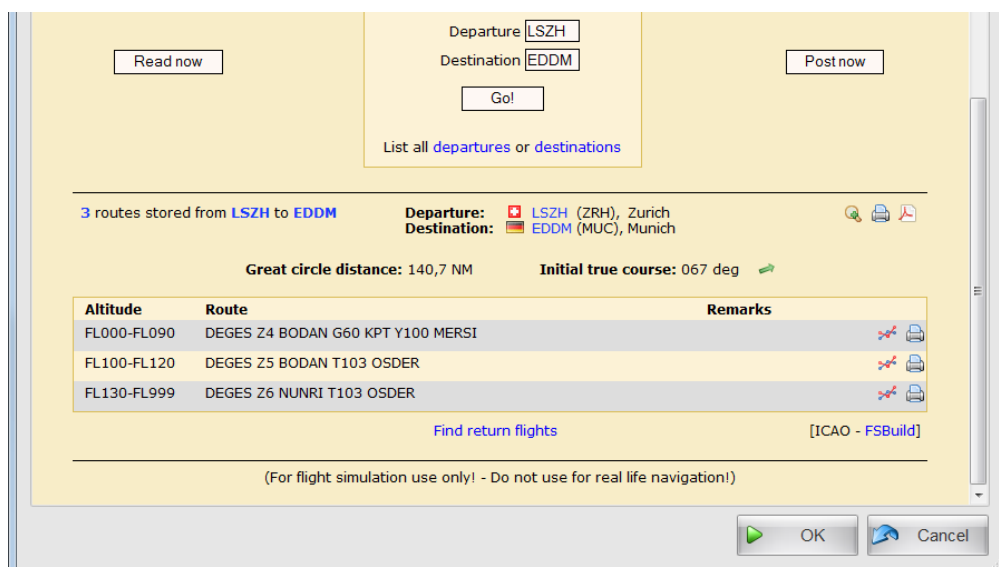 Departure LSZH
Read now
Destination EDDM
Post now
Go!
List all departures or destinations
3 routes stored from LSZH to EDDM
Departure: LSZH (ZRH), Zurich
Destination: EDDM (MUC), Munich
Great circle distance: 140,7 NM Initial true course: 067 deg
Altitude Route Remarks
FL000-FL090 DEGES Z4 BODAN G60 KPT Y100 MERSI
FL100-FL120 DEGES Z5 BODAN T103 OSDER
FL130-FL999 DEGES Z6 NUNRI T103 OSDER
Find return flights [ICAO - FSBuild]
(For flight simulation use only! - Do not use for real life navigation!)
OK Cancel